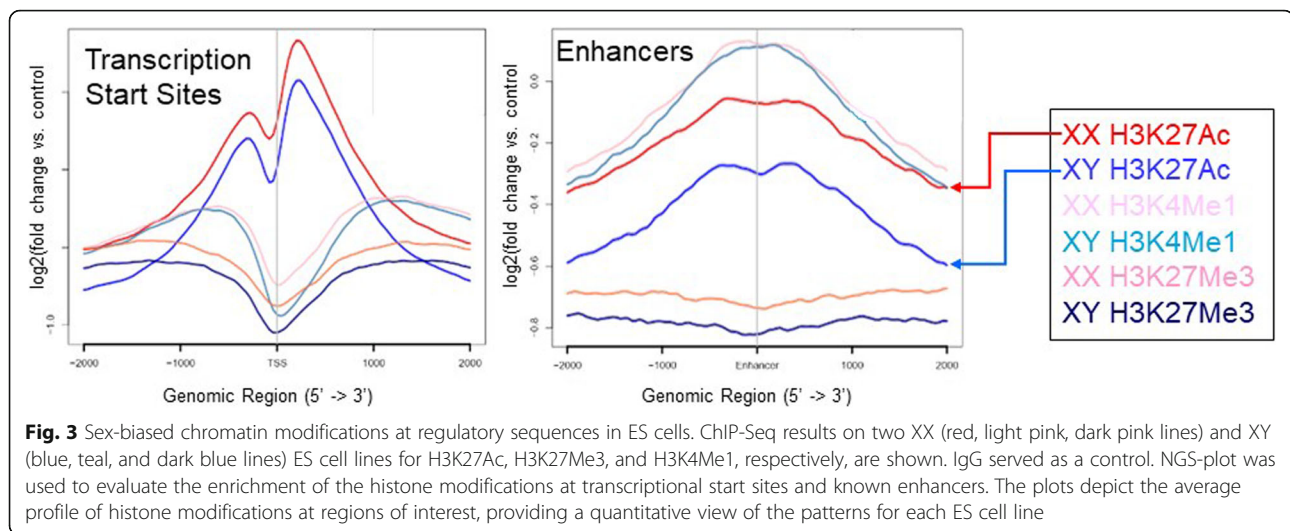 Transcription
Start Sites
log2(fold change vs. control)
−1.0
−2000
−1000
TSS
1000
2000
Genomic Region (5' -> 3')
Enhancers
log2(fold change vs. control)
0.0
−0.2
−0.4
−0.6
−0.8
−2000
−1000
Enhancer
1000
2000
Genomic Region (5' -> 3')
XX H3K27Ac
XY H3K27Ac
XX H3K4Me1
XY H3K4Me1
XX H3K27Me3
XY H3K27Me3
Fig. 3 Sex-biased chromatin modifications at regulatory sequences in ES cells. ChIP-Seq results on two XX (red, light pink, dark pink lines) and XY
(blue, teal, and dark blue lines) ES cell lines for H3K27Ac, H3K27Me3, and H3K4Me1, respectively, are shown. IgG served as a control. NGS-plot was
used to evaluate the enrichment of the histone modifications at transcriptional start sites and known enhancers. The plots depict the average
profile of histone modifications at regions of interest, providing a quantitative view of the patterns for each ES cell line